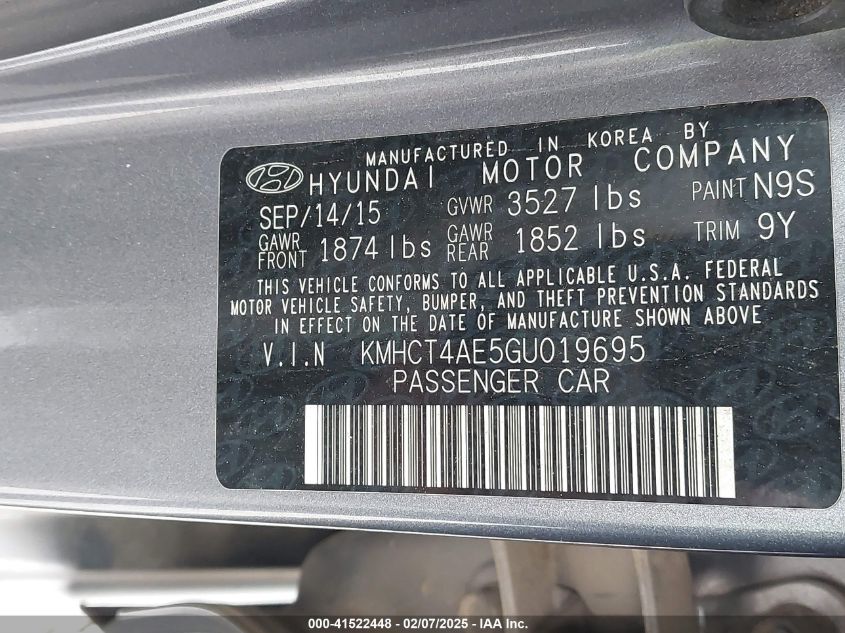 MANUFACTURED IN KOREA BY
HYUNDAI MOTOR COMPANY
SEP/14/15 GVWR 3527 lbs PAINT N9S
GAWR FRONT 1874 lbs GAWR REAR 1852 lbs TRIM 9Y
THIS VEHICLE CONFORMS TO ALL APPLICABLE U.S.A. FEDERAL
MOTOR VEHICLE SAFETY, BUMPER, AND THEFT PREVENTION STANDARDS
IN EFFECT ON THE DATE OF MANUFACTURE SHOWN ABOVE
V.I.N KMHCT4AE5GU019695
PASSENGER CAR
000-41522448 - 02/07/2025 - IAA Inc.